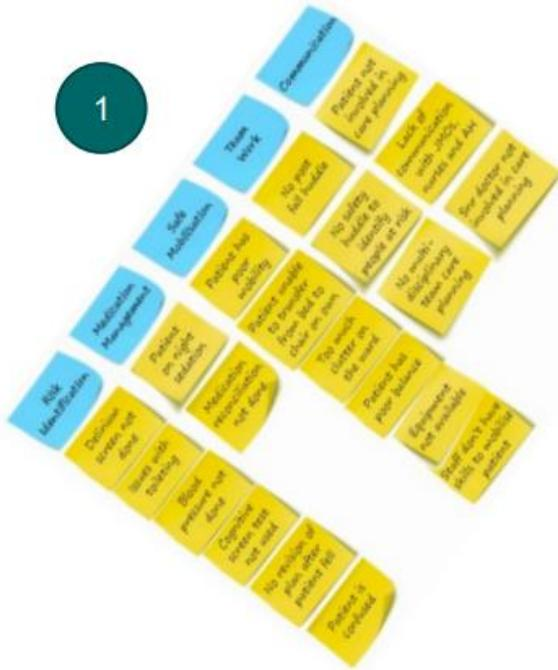 1
Communication
Patient not
involved in
care planning
Lack of
communication
with JMOs,
nurses and AH
Snr doctor not
involved in care
planning
Team
Work
No post
fall huddle
No safety
huddle to
identify
people at risk
No multi-
disciplinary
team care
planning
Safe
Mobilisation
Patient has
poor
mobility
Patient unable
to transfer
from bed to
chair on own
Too much
clutter on
the ward
Patient has
poor balance
Equipment
not available
Staff don't have
skills to mobilise
patient
Medication
Management
Patient
on night
sedation
Medication
reconciliation
not done
Risk
Identification
Delirium
screen not
done
Issues with
toileting
Blood
pressure not
done
Cognitive
screen test
not used
No revision of
plan after
patient fell
Patient is
confused